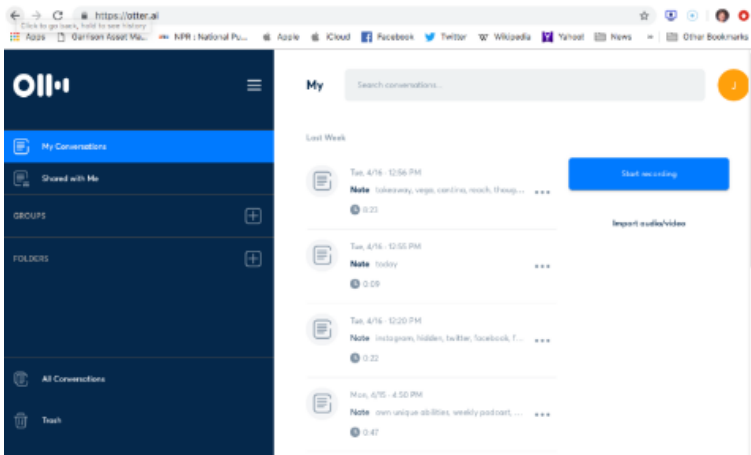 https://otter.ai
Click to go back, hold to see history
Apps Garrison Asset Ma... NPR : National Pu... Apple iCloud Facebook Twitter Wikipedia Yahoo! News Other Bookmarks
My
Search conversations...
J
My Conversations
Shared with Me
GROUPS
FOLDERS
All Conversations
Trash
Last Week
Tue, 4/16 · 12:56 PM
Note takeaway, vega, cantina, roach, thoug...
0:23
Tue, 4/16 · 12:55 PM
Note today
0:09
Tue, 4/16 · 12:20 PM
Note instagram, hidden, twitter, facebook, f...
0:22
Mon, 4/15 · 4:50 PM
Note own unique abilities, weekly podcast, ...
0:47
Start recording
Import audio/video